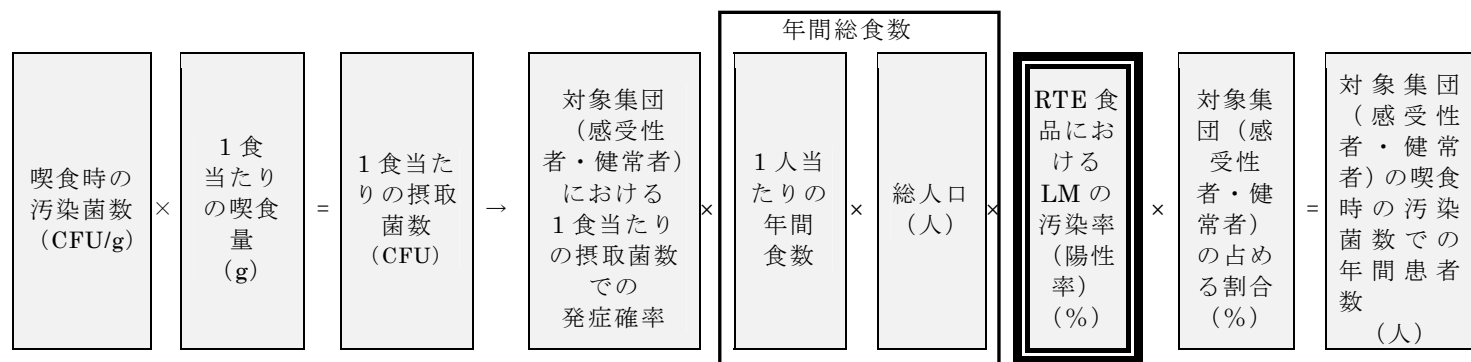 年間総食数
喫食時の
汚染菌数
（CFU/g）
×
1 食
当たり
の喫食
量
（g）
=
1 食当た
りの摂取
菌数
（CFU）
→
対象集団
（感受性
者・健常者）
における
1 食当たり
の摂取菌数
での
発症確率
×
1 人当
たりの
年間
食数
×
総人口
（人）
×
RTE 食
品にお
ける
LM の
汚染率
（陽性
率）
（%）
×
対象集
団（感
受性
者・健
常者）
の占め
る割合
（%）
=
対象集団
（感受性
者・健常
者）の喫食
時の汚染
菌数での
年間患者
数
（人）